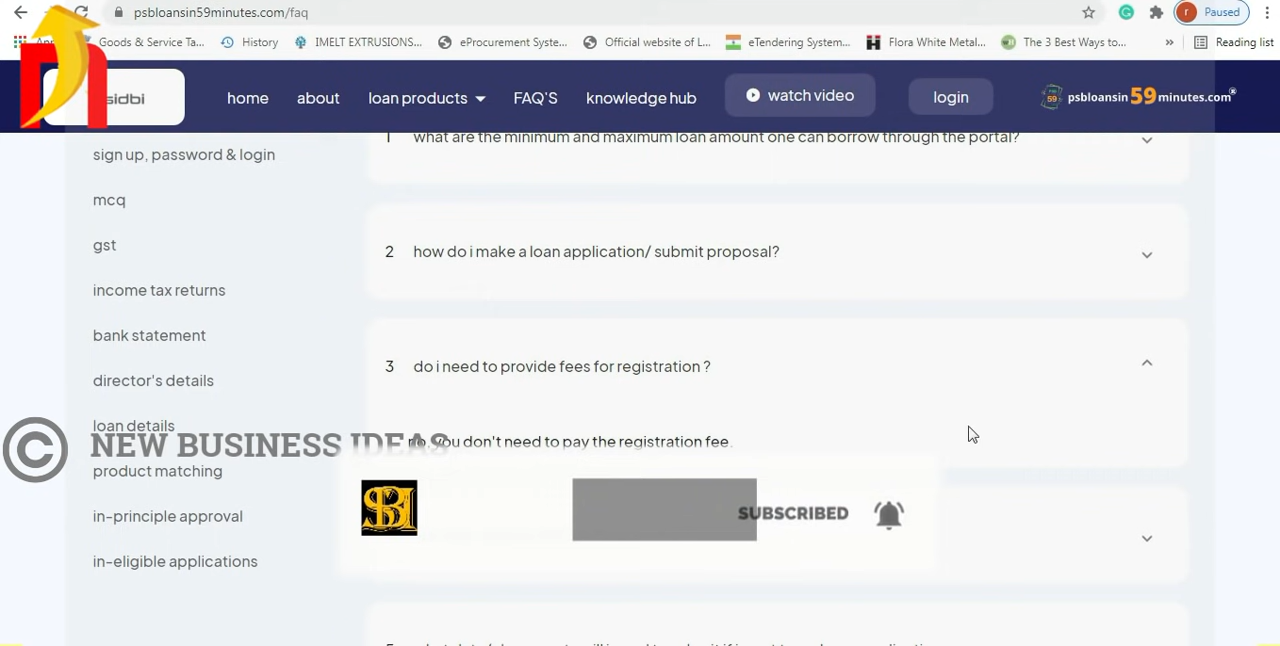 psbloansin59minutes.com/faq
r Paused
Goods & Service Ta...
History
IMELT EXTRUSIONS...
eProcurement Syste...
Official website of L...
eTendering System...
Flora White Metal...
The 3 Best Ways to...
»
Reading list
sidbi
home
about
loan products
FAQ'S
knowledge hub
watch video
login
psbloansin59minutes.com®
sign up, password & login
mcq
gst
income tax returns
bank statement
director's details
loan details
product matching
in-principle approval
in-eligible applications
1 what are the minimum and maximum loan amount one can borrow through the portal?
2 how do i make a loan application/ submit proposal?
3 do i need to provide fees for registration ?
no, you don't need to pay the registration fee.
© NEW BUSINESS IDEAS
SUBSCRIBED